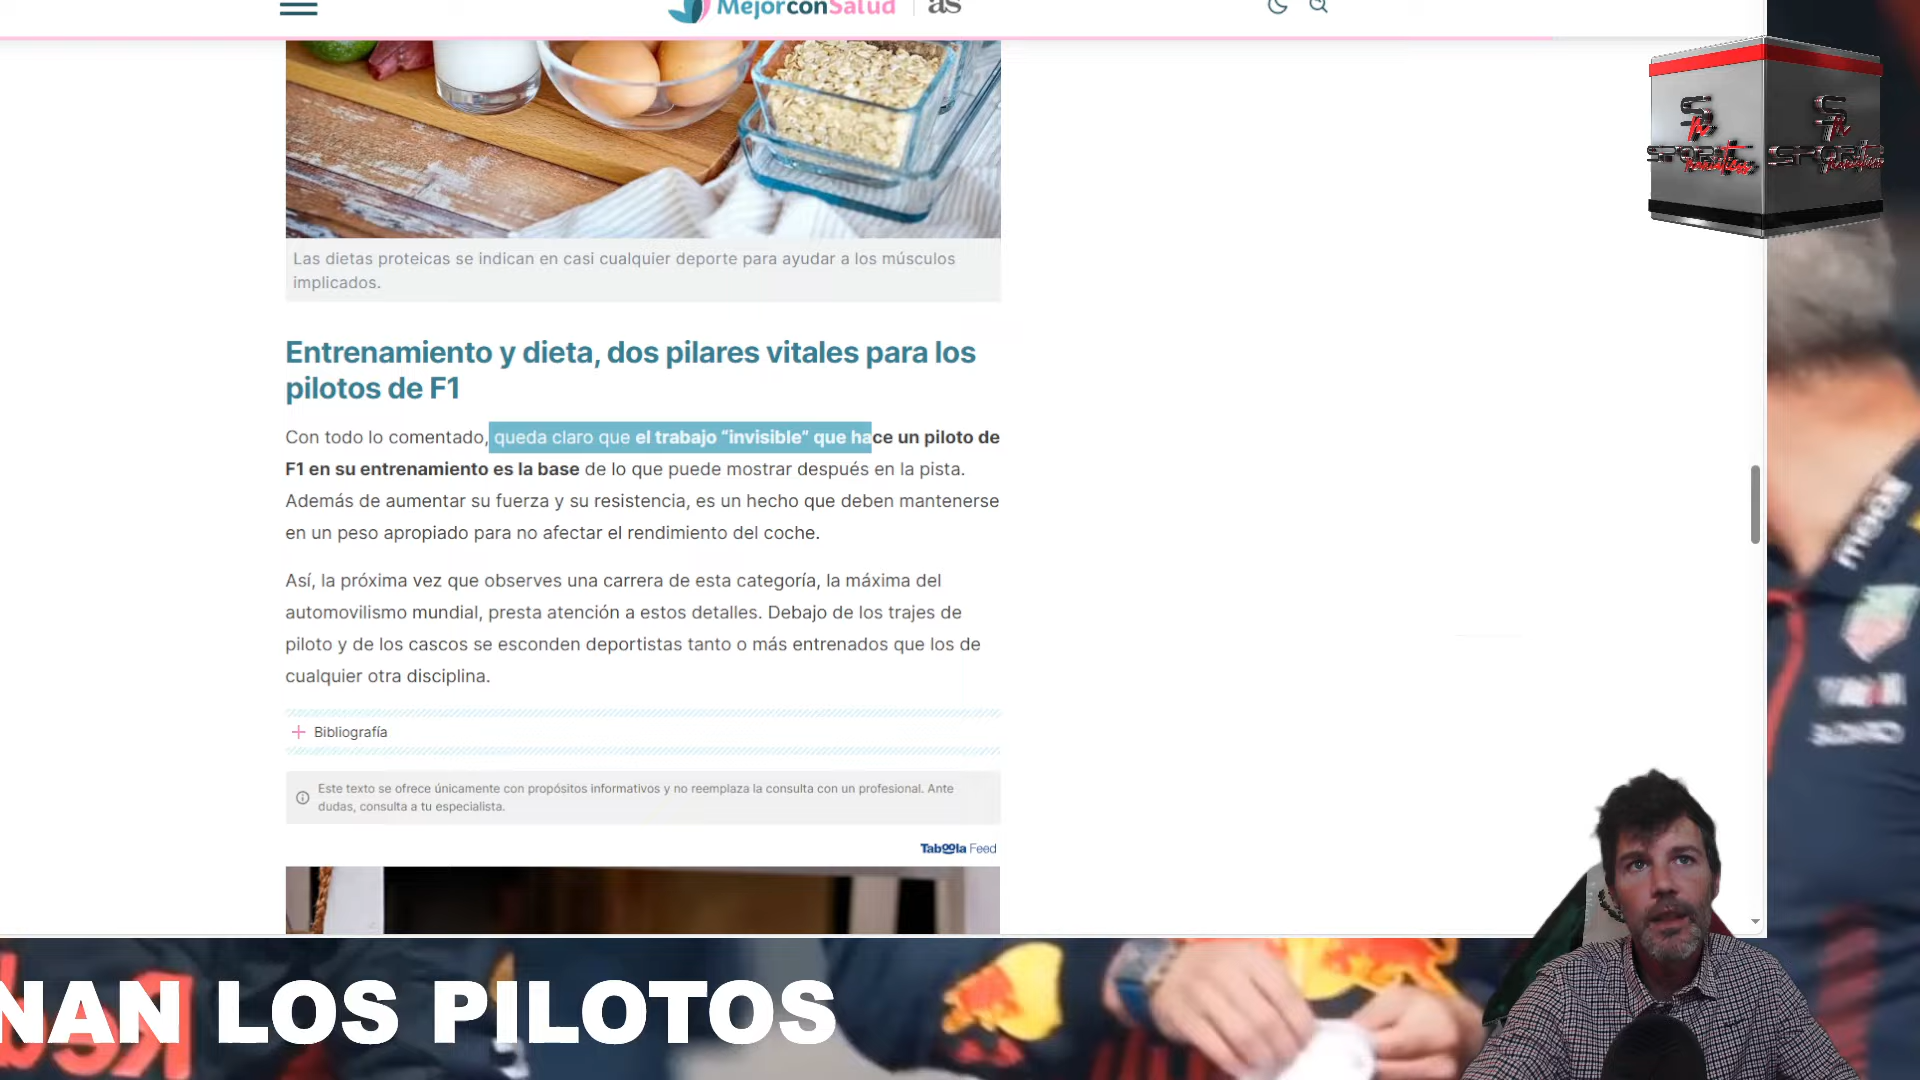 MejorconSalud as
Las dietas proteicas se indican en casi cualquier deporte para ayudar a los músculos
implicados.
Entrenamiento y dieta, dos pilares vitales para los
pilotos de F1
Con todo lo comentado, queda claro que el trabajo “invisible” que hace un piloto de
F1 en su entrenamiento es la base de lo que puede mostrar después en la pista.
Además de aumentar su fuerza y su resistencia, es un hecho que deben mantenerse
en un peso apropiado para no afectar el rendimiento del coche.
Así, la próxima vez que observes una carrera de esta categoría, la máxima del
automovilismo mundial, presta atención a estos detalles. Debajo de los trajes de
piloto y de los cascos se esconden deportistas tanto o más entrenados que los de
cualquier otra disciplina.
+ Bibliografía
Este texto se ofrece únicamente con propósitos informativos y no reemplaza la consulta con un profesional. Ante
dudas, consulta a tu especialista.
Taboola Feed
NAN LOS PILOTOS